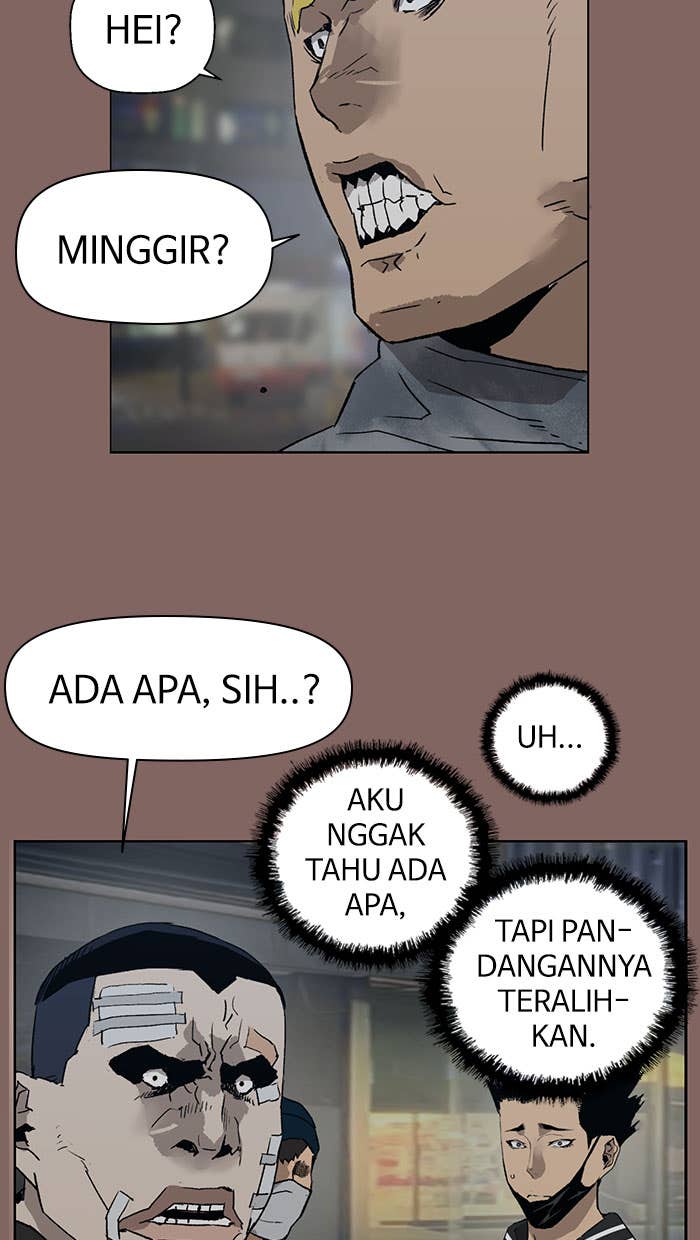 HEI?
MINGGIR?
ADA APA, SIH..?
UH...
AKU
NGGAK
TAHU ADA
APA,
TAPI PAN-
DANGANNYA
TERALIH-
KAN.